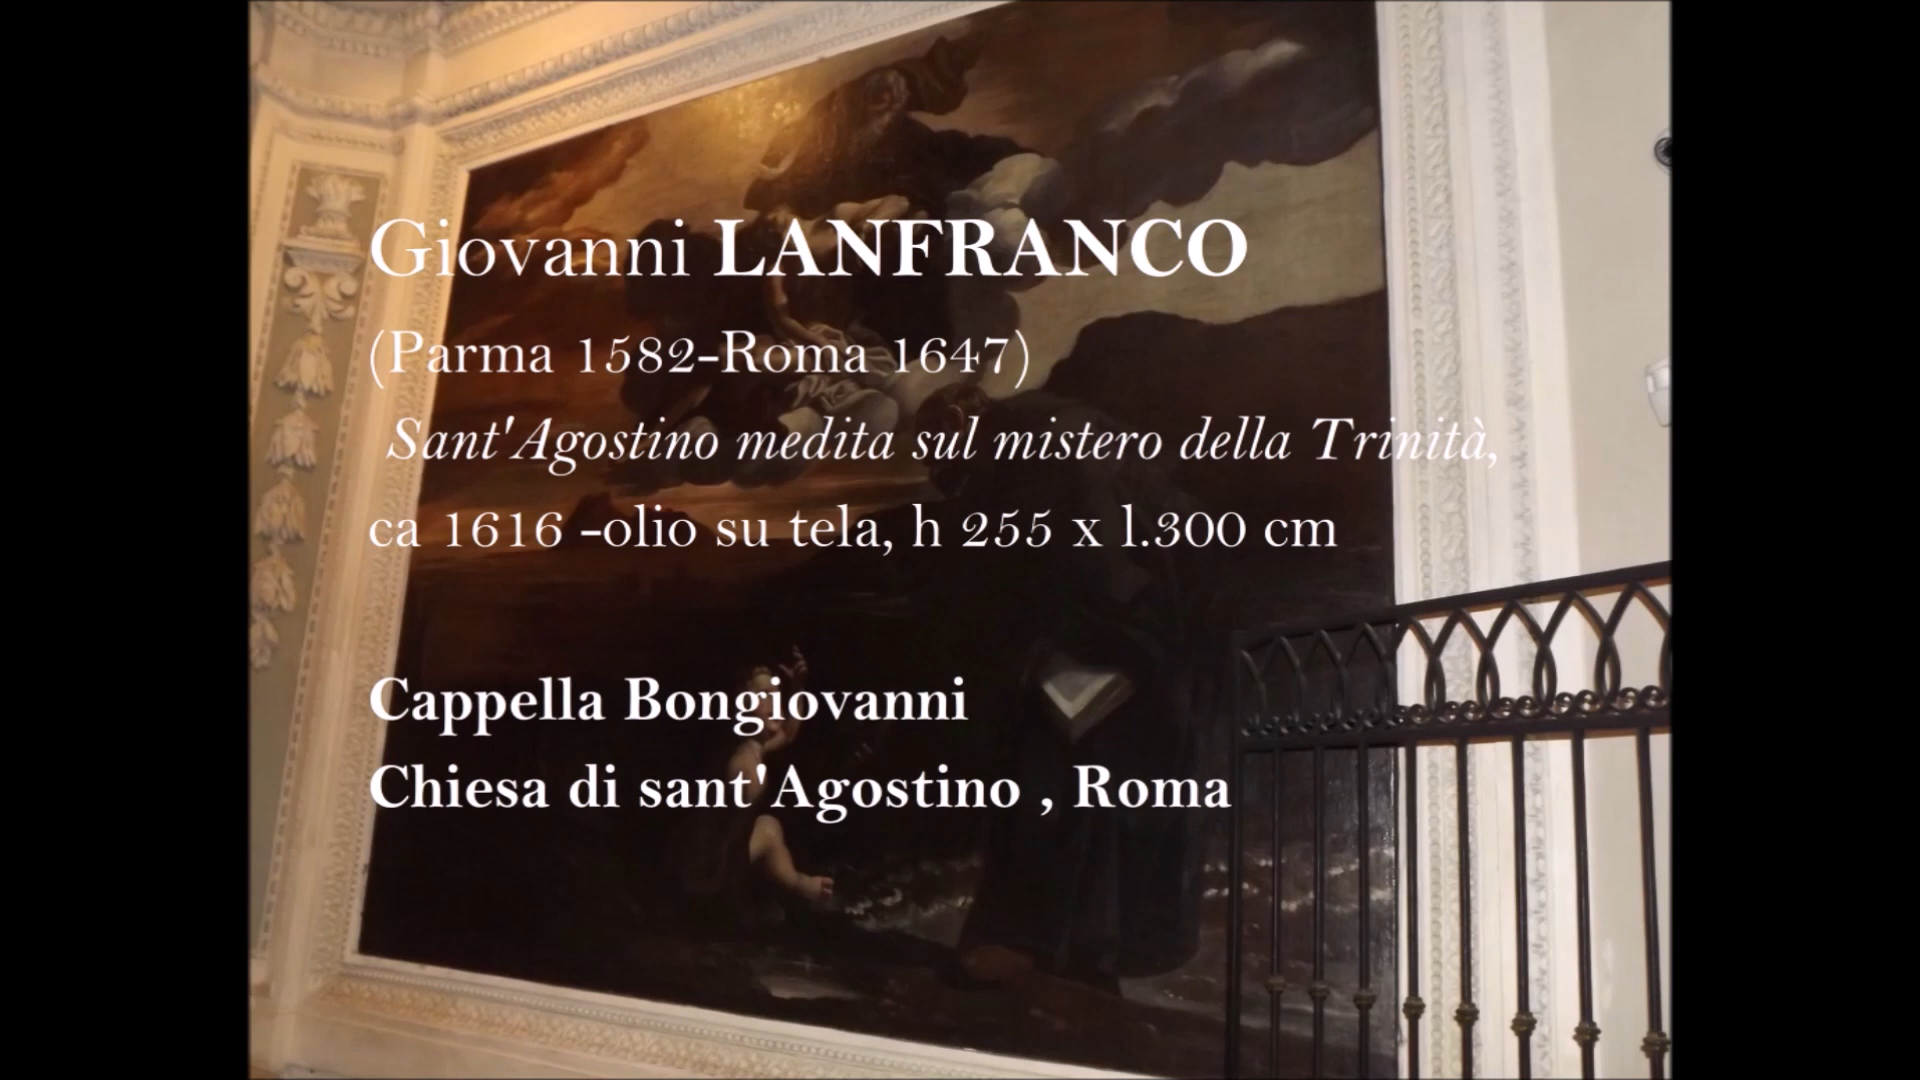 Giovanni LANFRANCO
(Parma 1582-Roma 1647)
Sant'Agostino medita sul mistero della Trinità,
ca 1616 -olio su tela, h 255 x l.300 cm
Cappella Bongiovanni
Chiesa di sant'Agostino , Roma